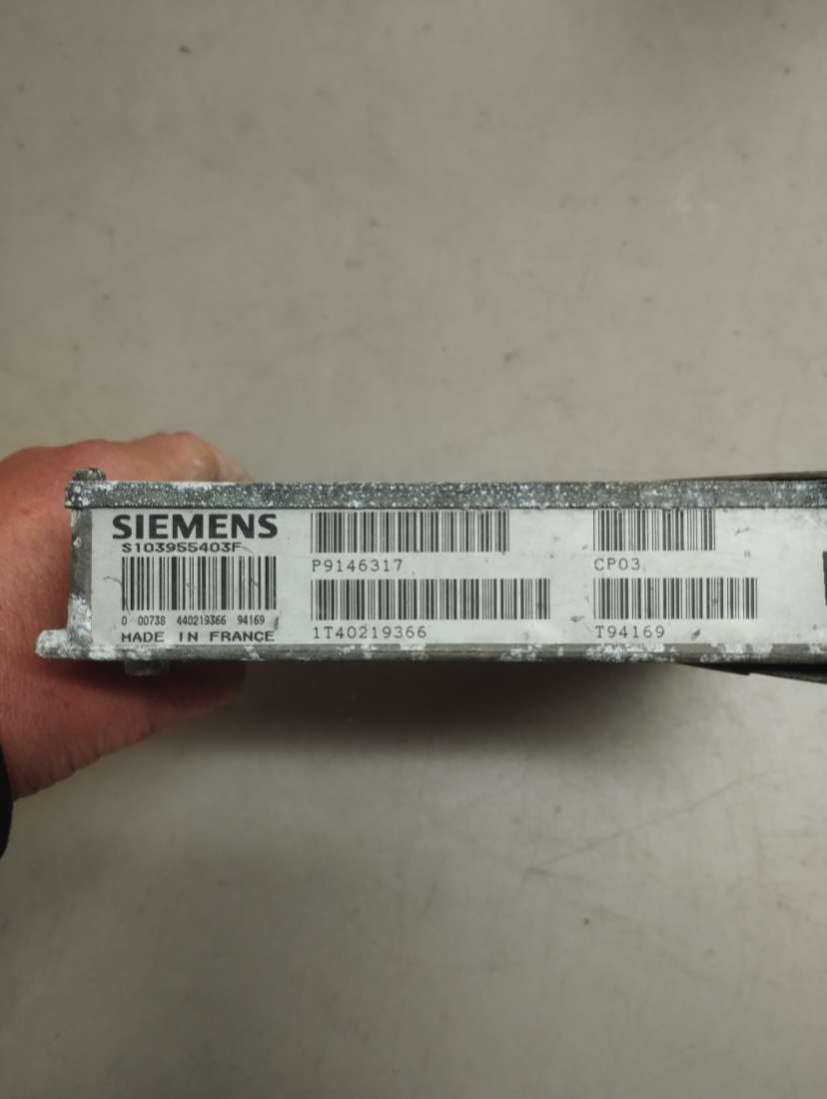 SIEMENS
S103955403F
0 00738 440219366 94169
MADE IN FRANCE
P9146317
1T40219366
CP03
T94169